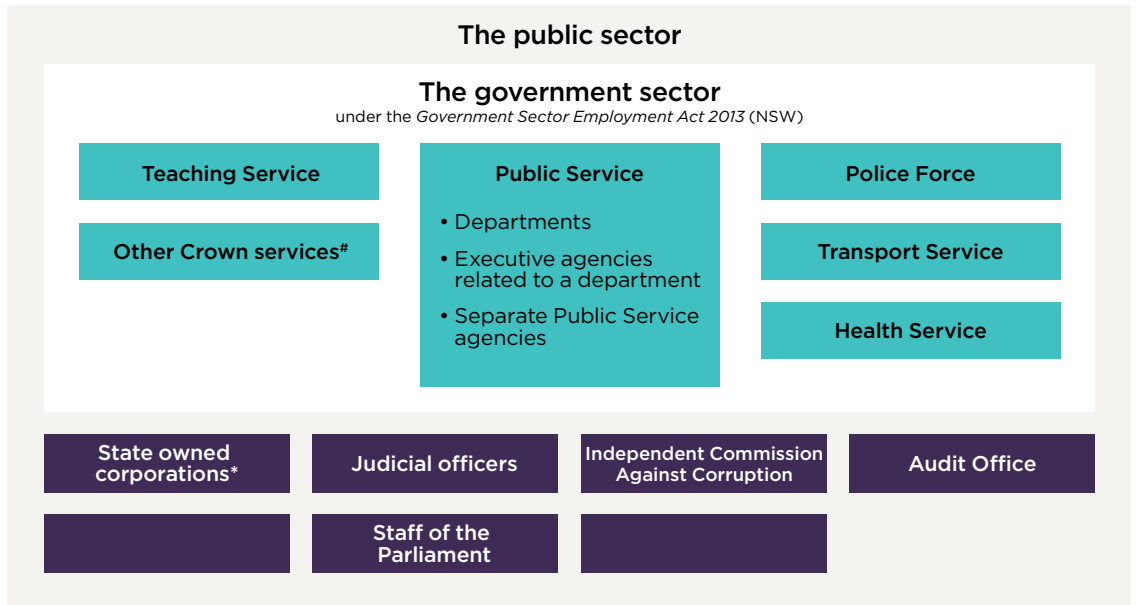 The public sector
The government sector
under the Government Sector Employment Act 2013 (NSW)
Teaching Service
Other Crown services#
Public Service
• Departments
• Executive agencies
related to a department
• Separate Public Service
agencies
Police Force
Transport Service
Health Service
State owned
corporations*
Judicial officers
Independent Commission
Against Corruption
Audit Office
Staff of the
Parliament